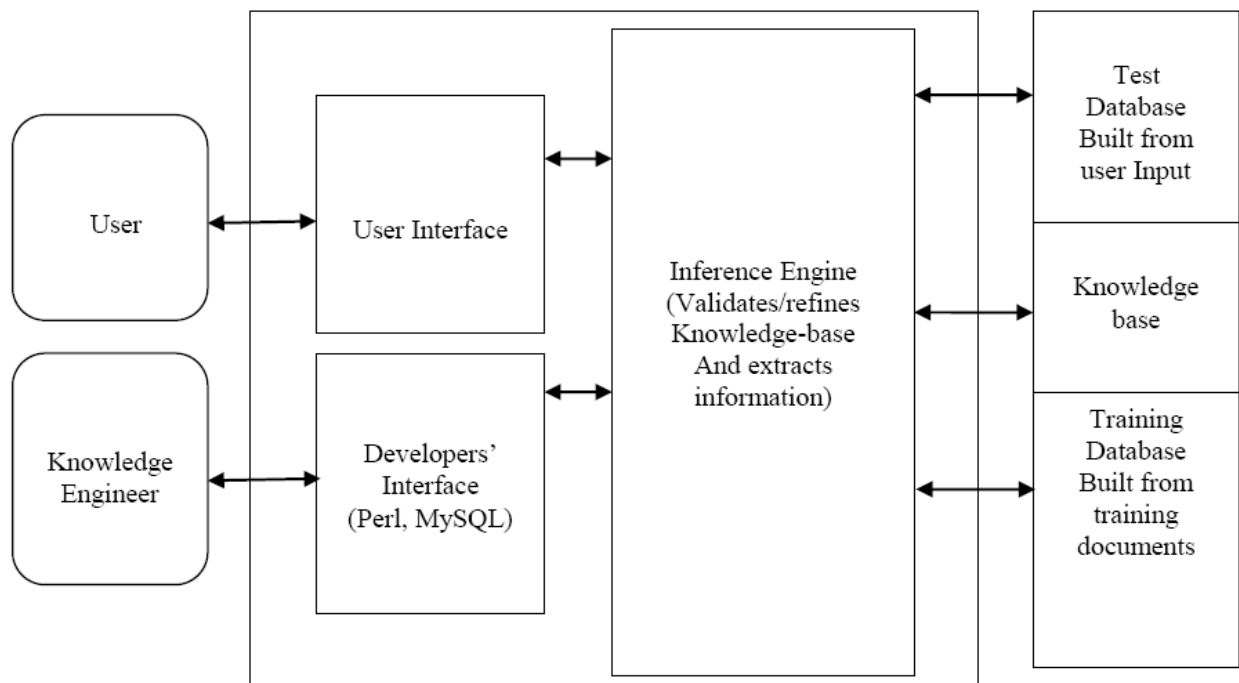 User
Knowledge
Engineer
User Interface
Developers’
Interface
(Perl, MySQL)
Inference Engine
(Validates/refines
Knowledge-base
And extracts
information)
Test
Database
Built from
user Input
Knowledge
base
Training
Database
Built from
training
documents